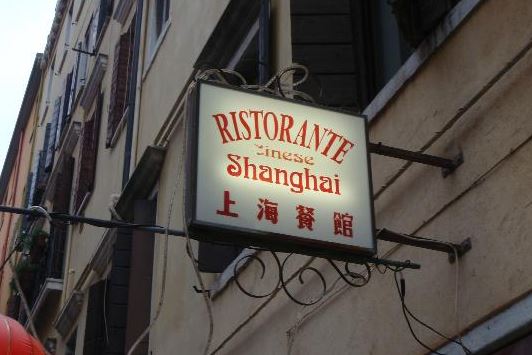 RISTORANTE
cinese
Shanghai
上海餐館